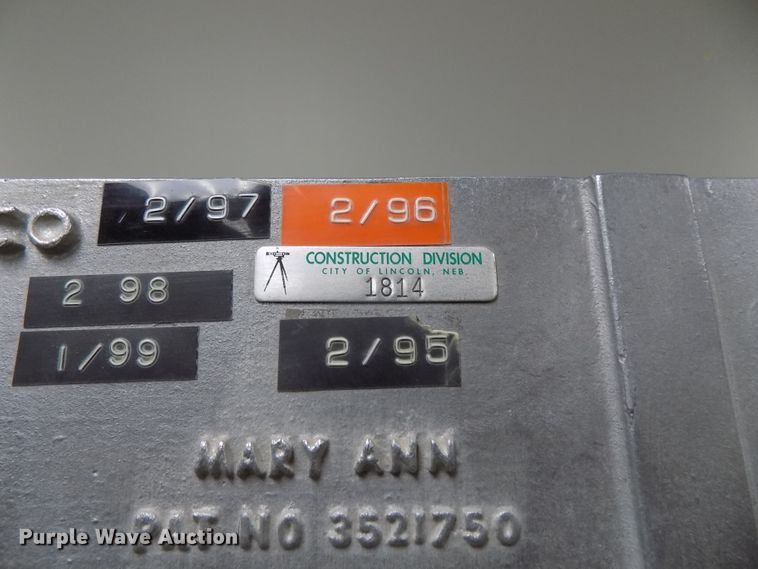 CO
2/97
2/96
CONSTRUCTION DIVISION
CITY OF LINCOLN, NEB.
1814
2 98
1/99
2/95
MARY ANN
PAT NO 3521750
Purple Wave Auction